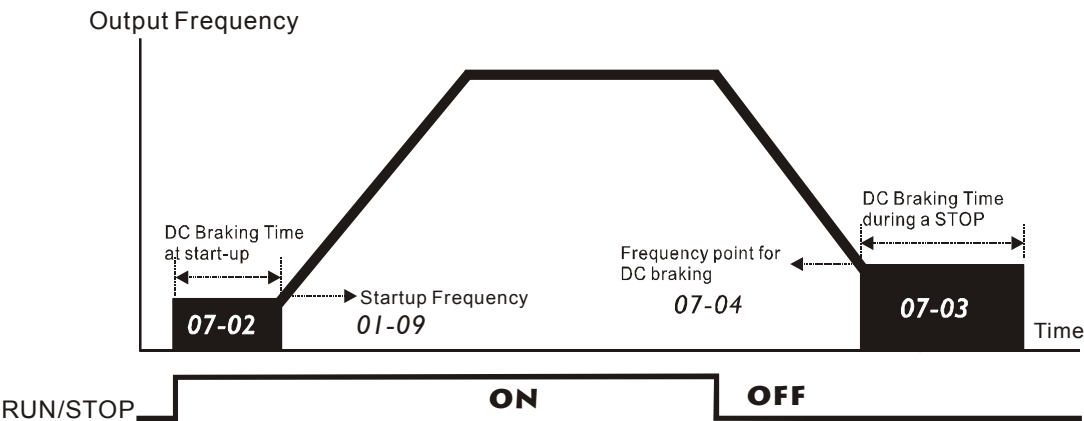 Output Frequency
DC Braking Time
at start-up
07-02
Startup Frequency
01-09
Frequency point for
DC braking
07-04
DC Braking Time
during a STOP
07-03
Time
RUN/STOP
ON
OFF